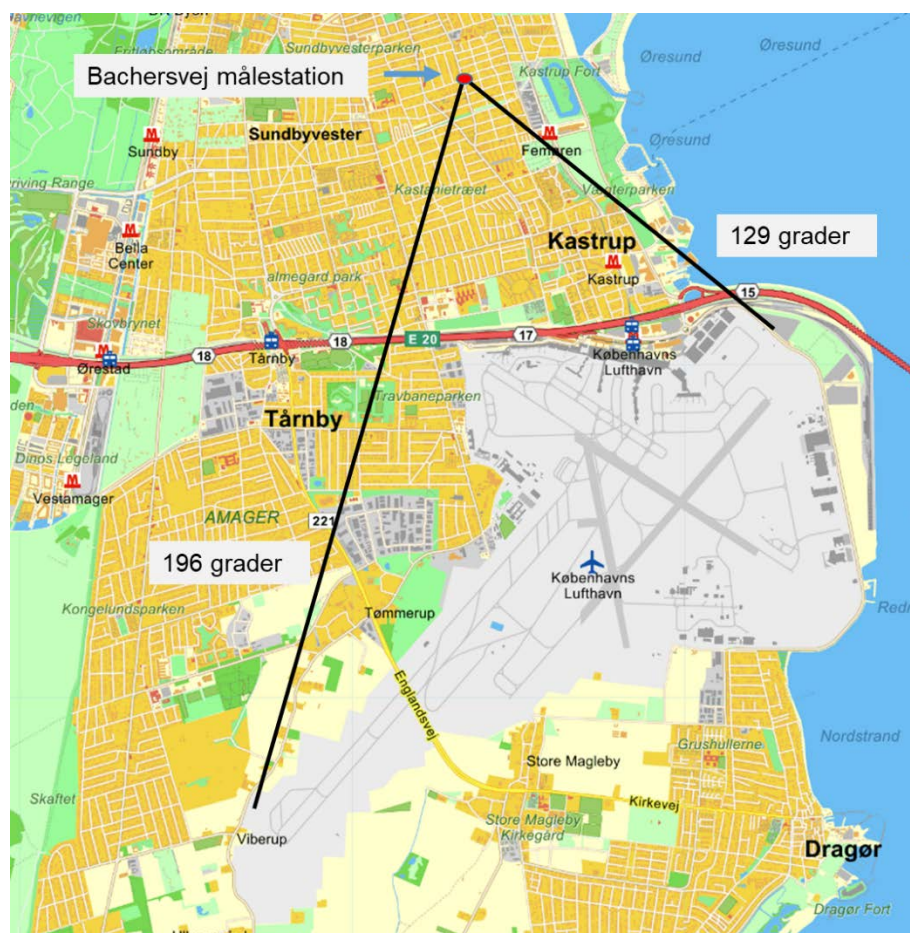 Øresund
Øresund
Sundbyvesterparken
Bachersvej målestation
Kastrup Fort
Øresund
Sundbyvester
Sundby
Femøren
Øresund
Kastanietræet
Vægterparken
Bella
Center
Kastrup
129 grader
Kastrup
almegard park
15
Skovbrynet
17
E 20
18
18
Københavns
Lufthavn
Tårnby
Ørestad
Travbaneparken
Tårnby
Dinos Legeland
Vestamager
AMAGER
221
196 grader
Københavns
Lufthavn
Kongelundsparken
Tømmerup
Englandsvej
Nordstrand
Grushullerne
Store Magleby
Skaftet
Kirkevej
Store Magleby
Kirkegård
Viberup
Dragør
Dragør Fort